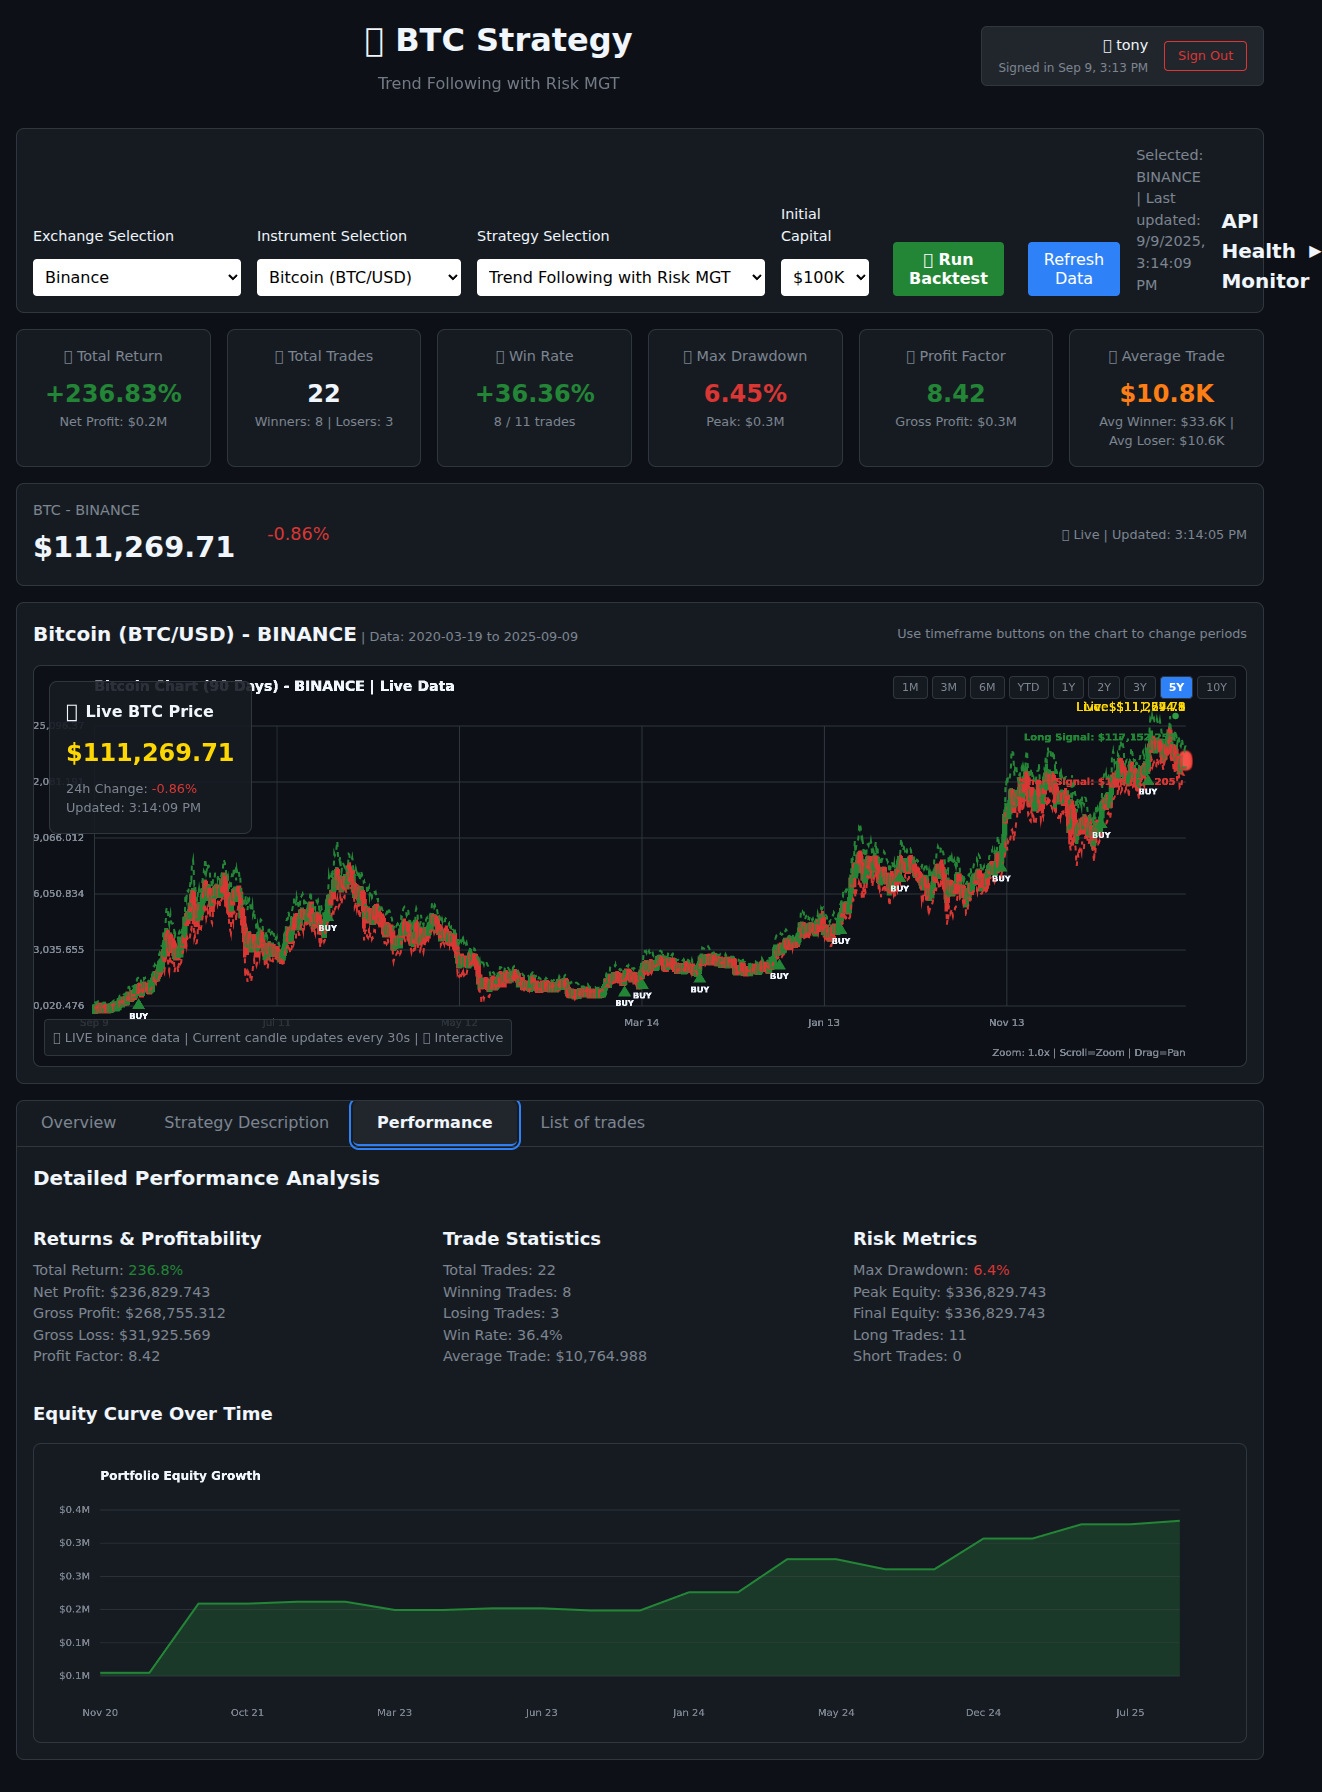 BTC Strategy
Trend Following with Risk MGT
tony
Signed in Sep 9, 3:13 PM
Sign Out
Exchange Selection
Binance
Instrument Selection
Bitcoin (BTC/USD)
Strategy Selection
Trend Following with Risk MGT
Initial
Capital
$100K
Run
Backtest
Refresh
Data
Selected:
BINANCE
| Last
updated:
9/9/2025,
3:14:09
PM
API
Health ▶
Monitor
Total Return
+236.83%
Net Profit: $0.2M
Total Trades
22
Winners: 8 | Losers: 3
Win Rate
+36.36%
8 / 11 trades
Max Drawdown
6.45%
Peak: $0.3M
Profit Factor
8.42
Gross Profit: $0.3M
Average Trade
$10.8K
Avg Winner: $33.6K |
Avg Loser: $10.6K
BTC - BINANCE
$111,269.71
-0.86%
Live | Updated: 3:14:05 PM
Bitcoin (BTC/USD) - BINANCE | Data: 2020-03-19 to 2025-09-09
Use timeframe buttons on the chart to change periods
Bitcoin Chart (90 Days) - BINANCE | Live Data
1M 3M 6M YTD 1Y 2Y 3Y 5Y 10Y
Live BTC Price
$111,269.71
24h Change: -0.86%
Updated: 3:14:09 PM
Long Signal: $117,152
Signal:
9,066.012
6,050.834
3,035.655
0,020.476
BUY
BUY
BUY
BUY
BUY
BUY
BUY
BUY
BUY
BUY
BUY
Sep 9
Jul 11
May 12
Mar 14
Jan 13
Nov 13
LIVE binance data | Current candle updates every 30s | Interactive
Zoom: 1.0x | Scroll=Zoom | Drag=Pan
Overview
Strategy Description
Performance
List of trades
Detailed Performance Analysis
Returns & Profitability
Total Return: 236.8%
Net Profit: $236,829.743
Gross Profit: $268,755.312
Gross Loss: $31,925.569
Profit Factor: 8.42
Trade Statistics
Total Trades: 22
Winning Trades: 8
Losing Trades: 3
Win Rate: 36.4%
Average Trade: $10,764.988
Risk Metrics
Max Drawdown: 6.4%
Peak Equity: $336,829.743
Final Equity: $336,829.743
Long Trades: 11
Short Trades: 0
Equity Curve Over Time
Portfolio Equity Growth
$0.4M
$0.3M
$0.3M
$0.2M
$0.1M
$0.1M
Nov 20
Oct 21
Mar 23
Jun 23
Jan 24
May 24
Dec 24
Jul 25